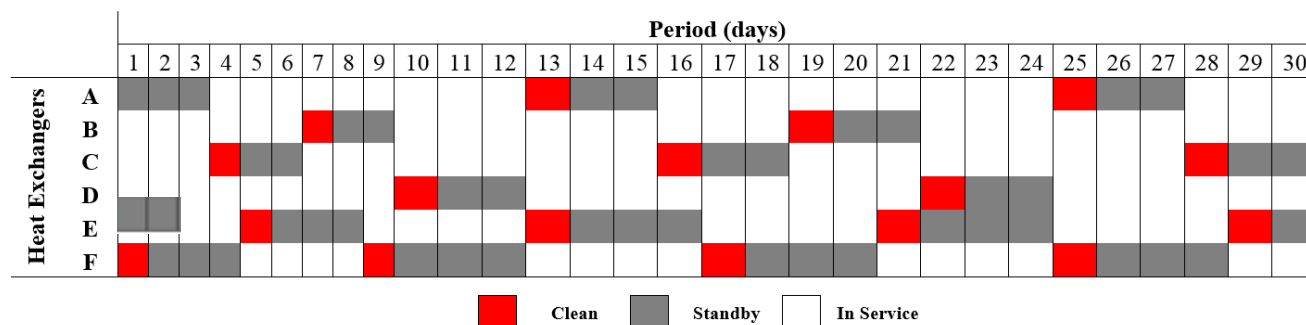 Period (days)
1 2 3 4 5 6 7 8 9 10 11 12 13 14 15 16 18 18 19 20 21 22 23 24 25 26 27 28 29 30
Heat Exchangers
A
B
C
D
E
F
Clean Standby In Service